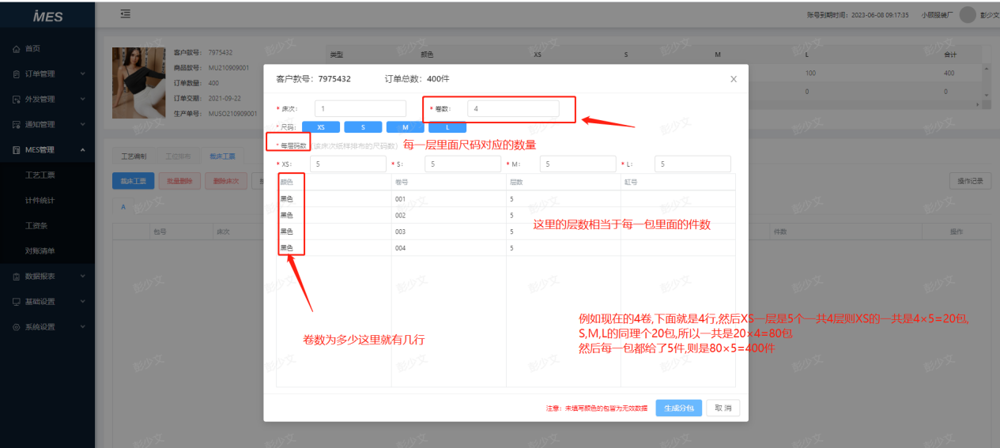 MES
账号到期时间：2023-06-08 09:17:35 小顾服装厂 彭少文
首页
订单管理
外发管理
通知管理
MES管理
工艺工票
计件统计
工资条
对账清单
数据报表
基础设置
系统设置
客户款号： 7975432
商品款号： MU210909001
订单数量： 400
订单交期： 2021-09-22
生产单号： MUSO210909001
类型 颜色 XS S M L 合计
100 400
0 0
工艺编制 工位排布 裁床工票
裁床工票 批量删除 删除床次
操作记录
A
包号 床次 件数 操作
客户款号：7975432 订单总数：400件 X
* 床次： 1 * 卷数： 4
* 尺码： XS S M L
* 每层码数 (该床次纸样排布的尺码数) 每一层里面尺码对应的数量
* XS： 5 * S： 5 * M： 5 * L： 5
颜色 卷号 层数 缸号
黑色 001 5
黑色 002 5
黑色 003 5
黑色 004 5
这里的层数相当于每一包里面的件数
例如现在的4卷,下面就是4行,然后XS一层是5个一共4层则XS的一共是4×5=20包,
S,M,L的同理个20包,所以一共是20×4=80包
然后每一包都给了5件,则是80×5=400件
卷数为多少这里就有几行
注意：未填写颜色的包皆为无效数据 生成分包 取 消
彭少文